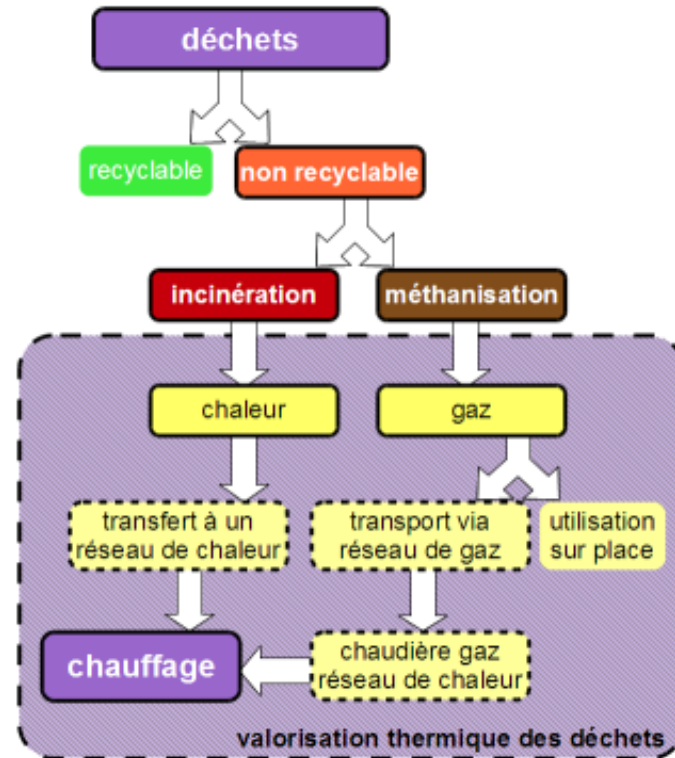 déchets
recyclable
non recyclable
incinération
méthanisation
chaleur
gaz
transfert à un
réseau de chaleur
transport via
réseau de gaz
utilisation
sur place
chauffage
chaudière gaz
réseau de chaleur
valorisation thermique des déchets